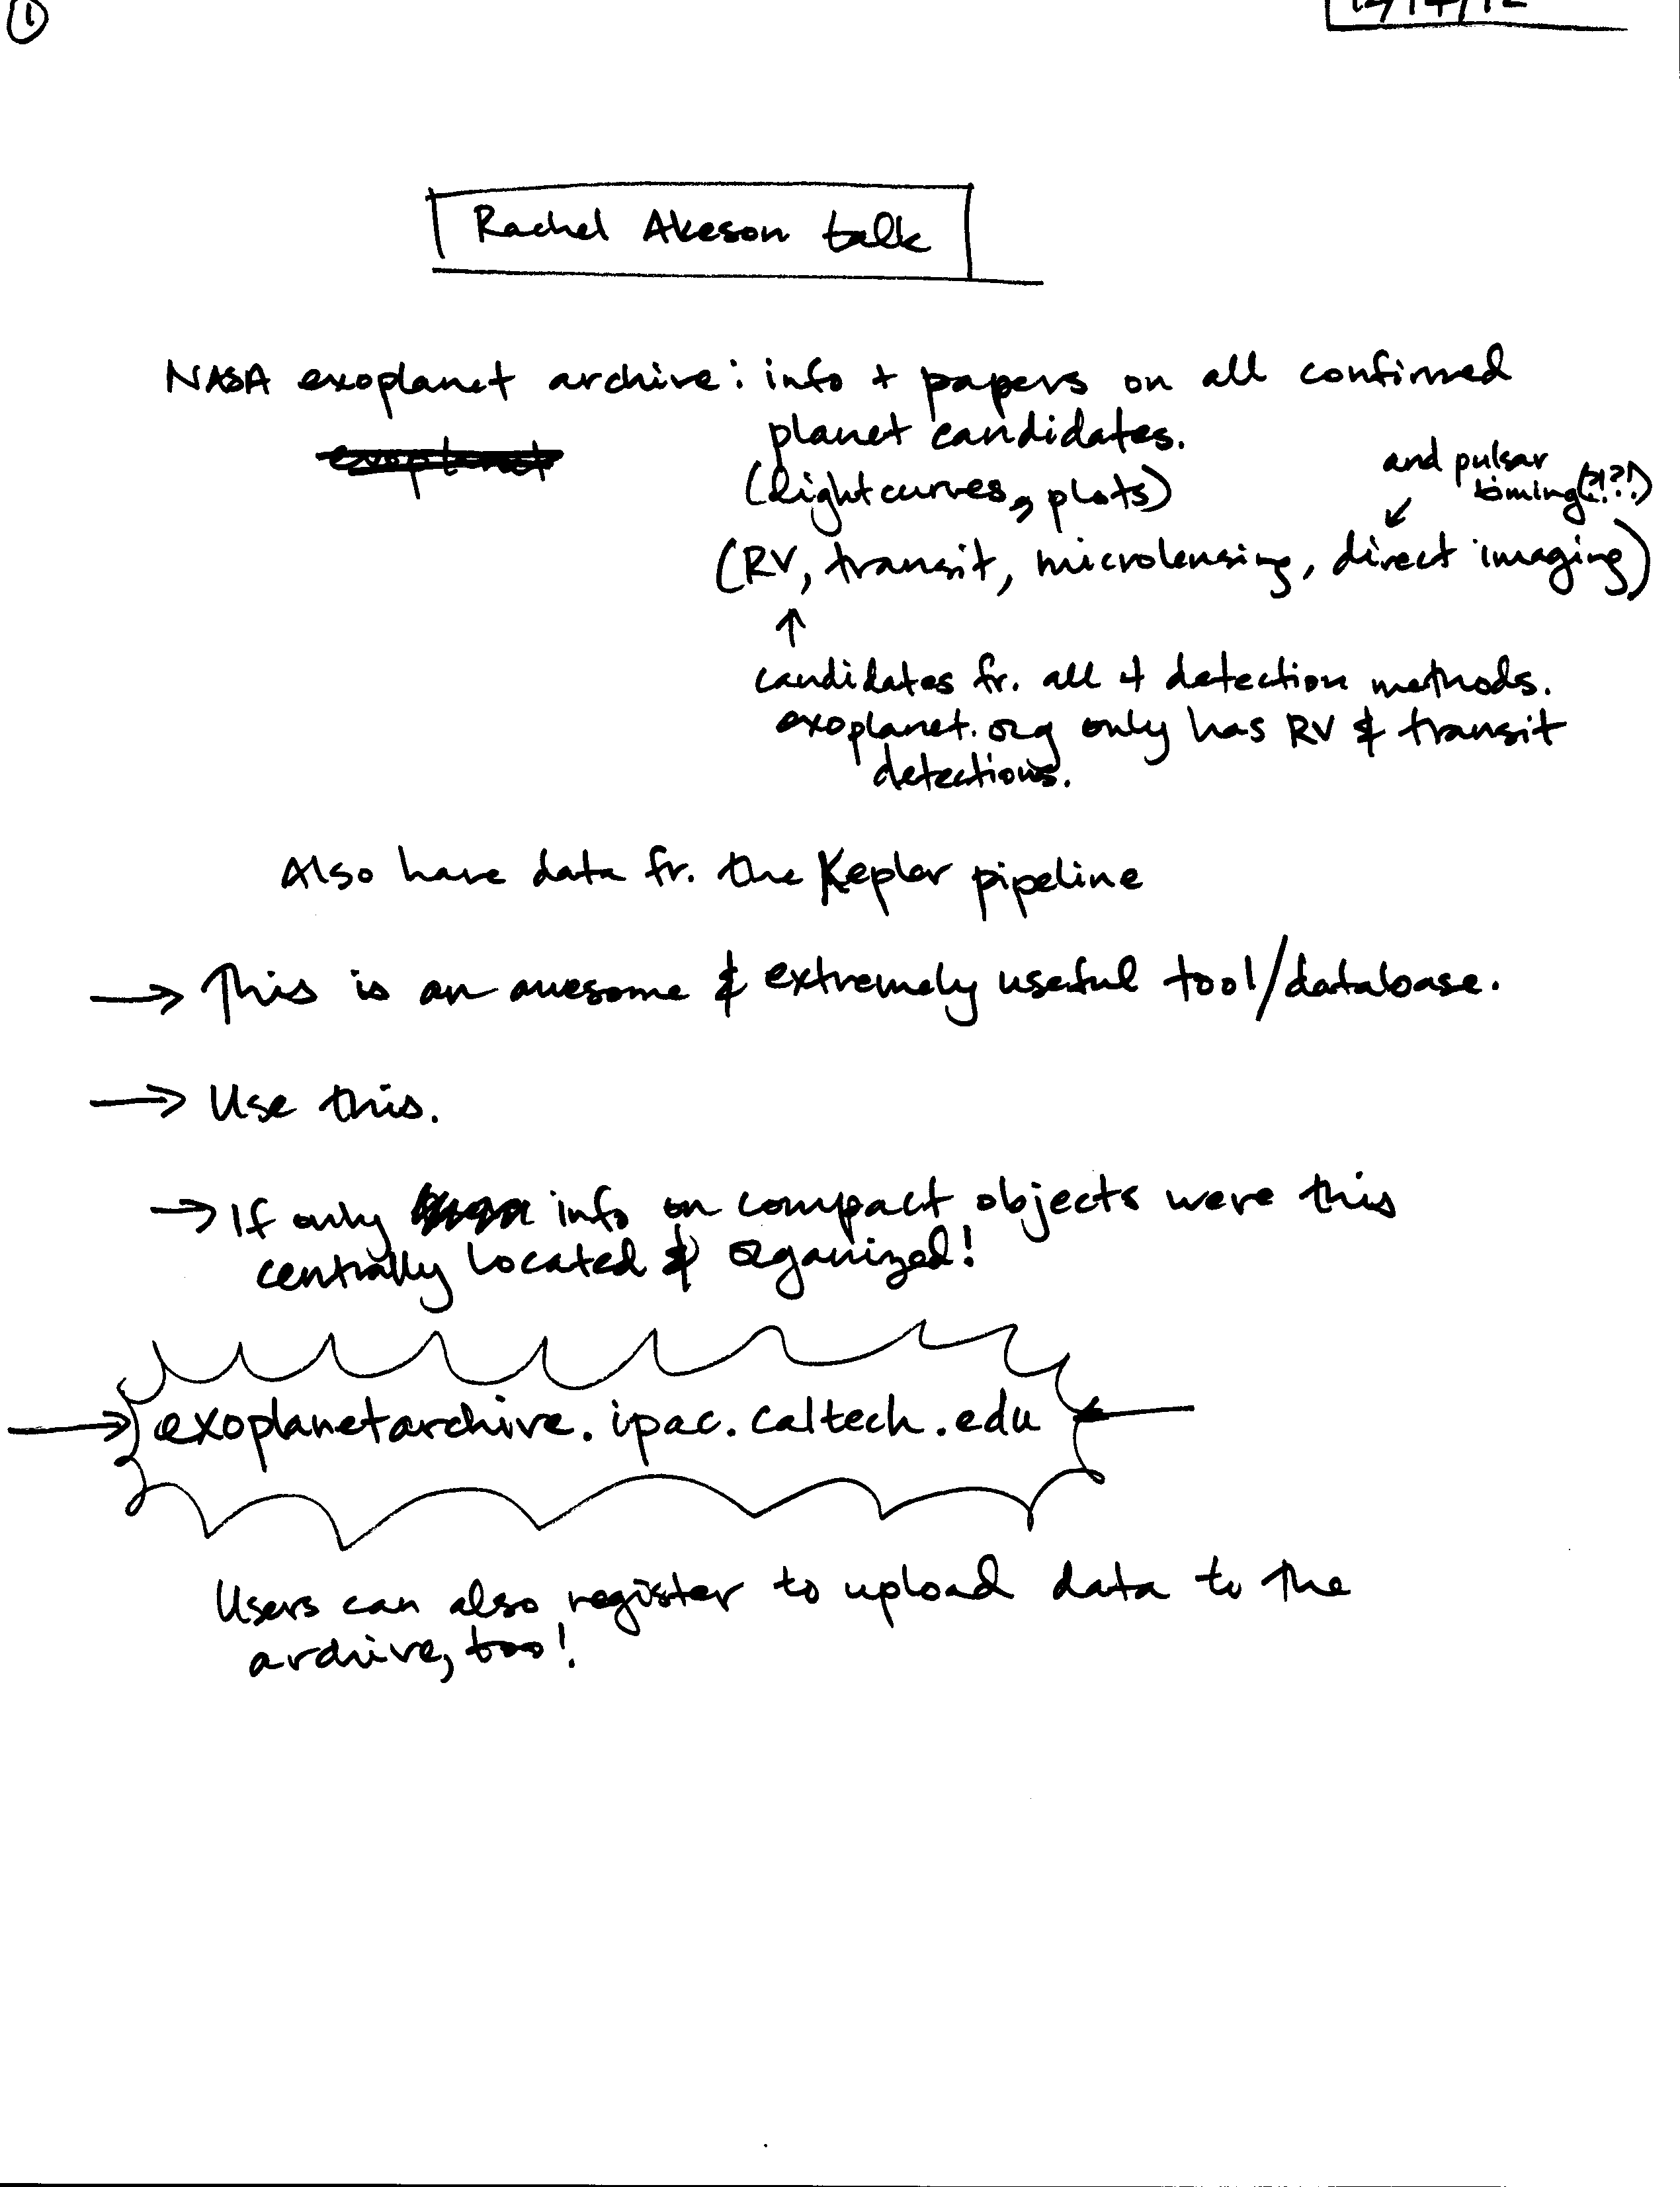 ①
Rachel Akeson talk
NASA exoplanet archive: info + papers on all confirmed
planet candidates.
exoplanet
(lightcurves, plots)
and pulsar
timing(?!?!)
↙
(RV, transit, microlensing, direct imaging)
↑
candidates fr. all 4 detection methods.
exoplanet.org only has RV & transit
detections.
Also have data fr. the Kepler pipeline
→ This is an awesome & extremely useful tool/database.
→ Use this.
→ If only info on compact objects were this
centrally located & organized!
→ exoplanetarchive.ipac.caltech.edu ←
Users can also register to upload data to the
archive, too!